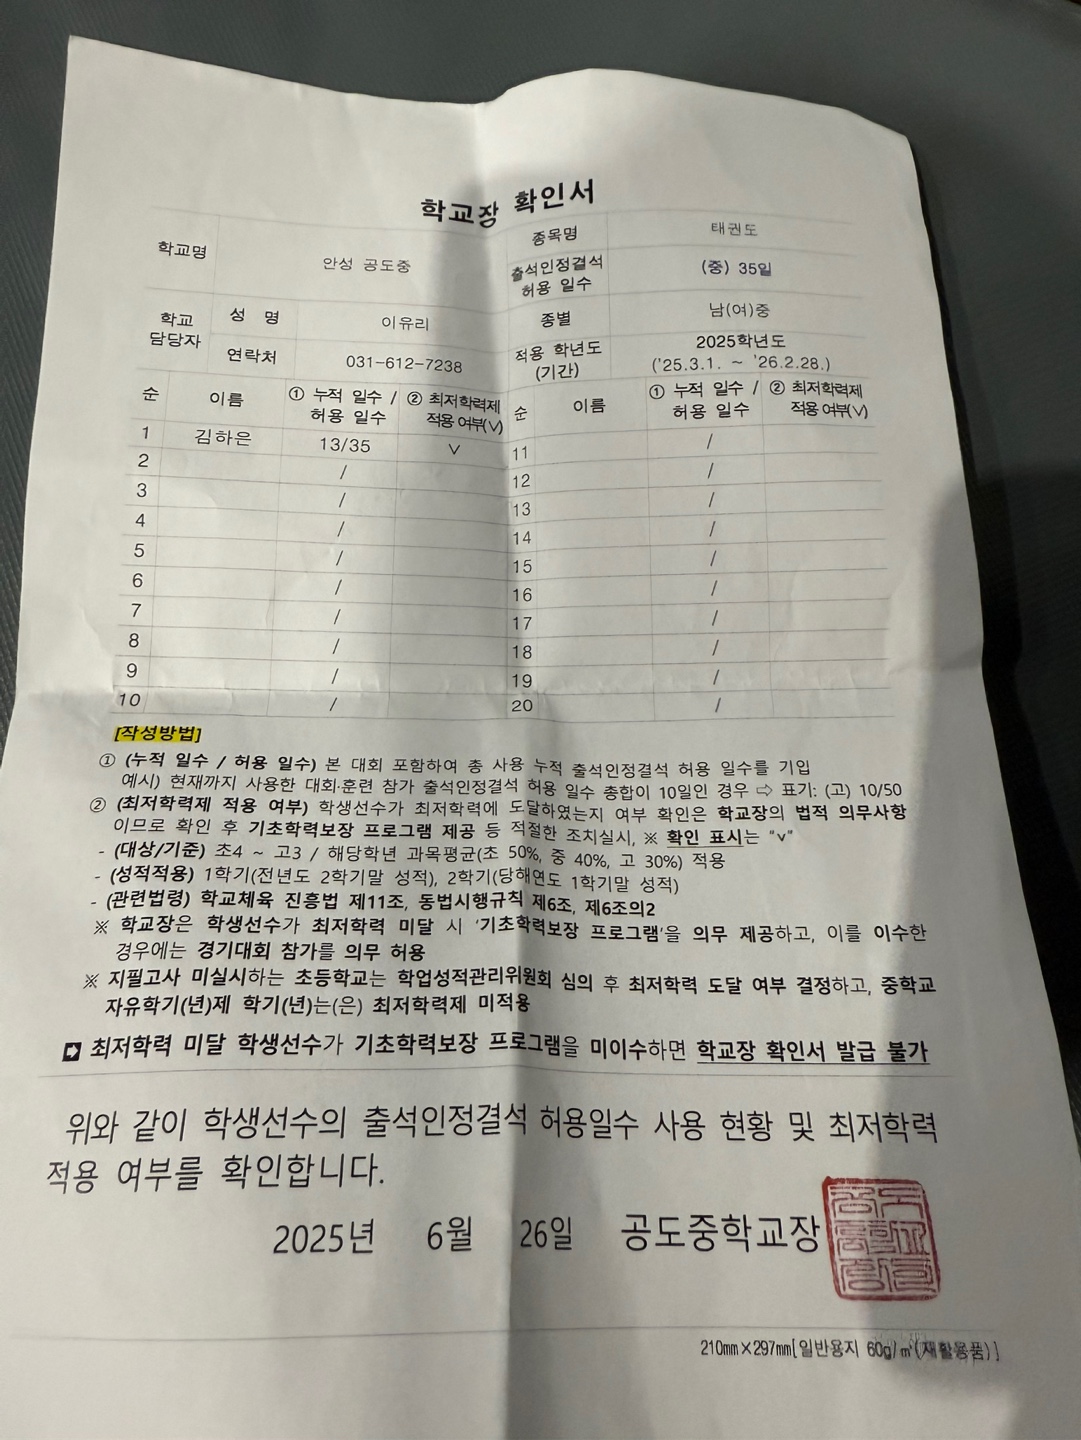 학교장 확인서
학교명 안성 공도중 종목명 태권도
출석인정결석 허용 일수 (중) 35일
학교 담당자 성 명 이유리 종별 남(여)중
연락처 031-612-7238 적용 학년도 (기간) 2025학년도 ('25.3.1. ~ '26.2.28.)
순 이름 ① 누적 일수 / 허용 일수 ② 최저학력제 적용 여부(∨) 순 이름 ① 누적 일수 / 허용 일수 ② 최저학력제 적용 여부(∨)
1 김하은 13/35 ∨ 11 /
2 / 12 /
3 / 13 /
4 / 14 /
5 / 15 /
6 / 16 /
7 / 17 /
8 / 18 /
9 / 19 /
10 / 20 /
[작성방법]
① (누적 일수 / 허용 일수) 본 대회 포함하여 총 사용 누적 출석인정결석 허용 일수를 기입
예시) 현재까지 사용한 대회·훈련 참가 출석인정결석 허용 일수 총합이 10일인 경우 ⇨ 표기: (고) 10/50
② (최저학력제 적용 여부) 학생선수가 최저학력에 도달하였는지 여부 확인은 학교장의 법적 의무사항
이므로 확인 후 기초학력보장 프로그램 제공 등 적절한 조치실시, ※ 확인 표시는 "∨"
- (대상/기준) 초4 ~ 고3 / 해당학년 과목평균(초 50%, 중 40%, 고 30%) 적용
- (성적적용) 1학기(전년도 2학기말 성적), 2학기(당해연도 1학기말 성적)
- (관련법령) 학교체육 진흥법 제11조, 동법시행규칙 제6조, 제6조의2
※ 학교장은 학생선수가 최저학력 미달 시 '기초학력보장 프로그램'을 의무 제공하고, 이를 이수한
경우에는 경기대회 참가를 의무 허용
※ 지필고사 미실시하는 초등학교는 학업성적관리위원회 심의 후 최저학력 도달 여부 결정하고, 중학교
자유학기(년)제 학기(년)는(은) 최저학력제 미적용
➡ 최저학력 미달 학생선수가 기초학력보장 프로그램을 미이수하면 학교장 확인서 발급 불가
위와 같이 학생선수의 출석인정결석 허용일수 사용 현황 및 최저학력
적용 여부를 확인합니다.
2025년 6월 26일 공도중학교장
210mm×297mm[일반용지 60g/㎡(재활용품)]